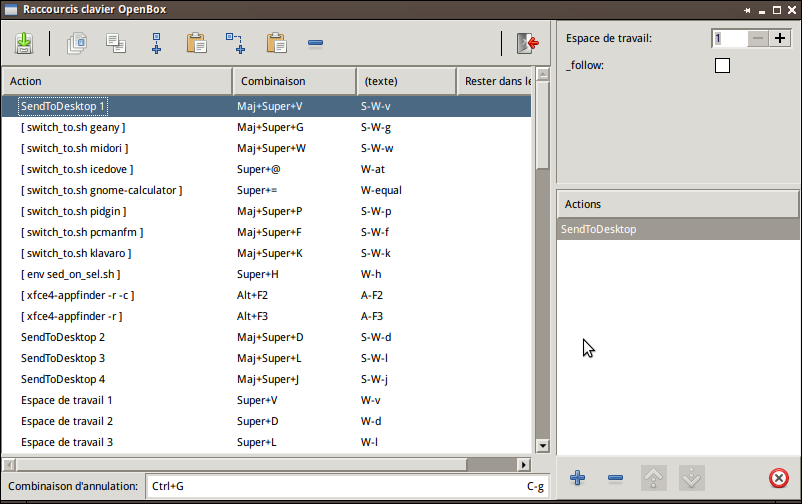 Raccourcis clavier OpenBox
Action Combinaison (texte) Rester dans le
SendToDesktop 1 Maj+Super+V S-W-v
[ switch_to.sh geany ] Maj+Super+G S-W-g
[ switch_to.sh midori ] Maj+Super+W S-W-w
[ switch_to.sh icedove ] Super+@ W-at
[ switch_to.sh gnome-calculator ] Super+= W-equal
[ switch_to.sh pidgin ] Maj+Super+P S-W-p
[ switch_to.sh pcmanfm ] Maj+Super+F S-W-f
[ switch_to.sh klavaro ] Maj+Super+K S-W-k
[ env sed_on_sel.sh ] Super+H W-h
[ xfce4-appfinder -r -c ] Alt+F2 A-F2
[ xfce4-appfinder -r ] Alt+F3 A-F3
SendToDesktop 2 Maj+Super+D S-W-d
SendToDesktop 3 Maj+Super+L S-W-l
SendToDesktop 4 Maj+Super+J S-W-j
Espace de travail 1 Super+V W-v
Espace de travail 2 Super+D W-d
Espace de travail 3 Super+L W-l
Combinaison d'annulation: Ctrl+G C-g
Espace de travail: 1
_follow:
Actions
SendToDesktop